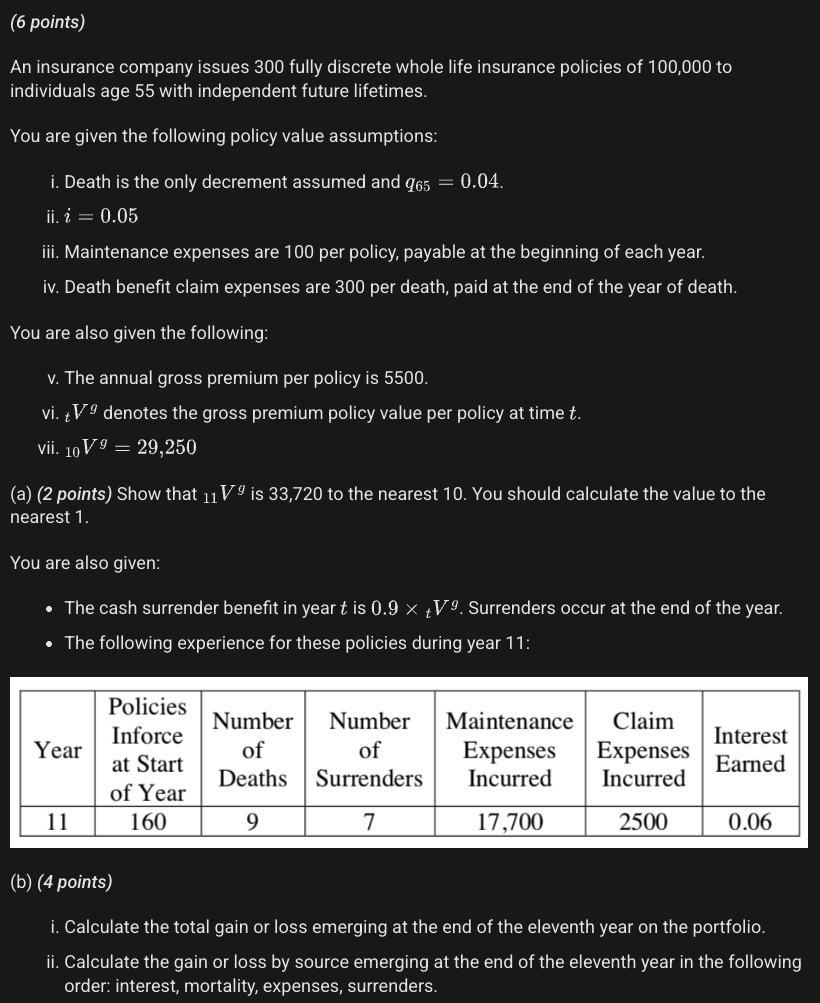 (6 points)
An insurance company issues 300 fully discrete whole life insurance policies of 100,000 to
individuals age 55 with independent future lifetimes.
You are given the following policy value assumptions:
i. Death is the only decrement assumed and q₆₅ = 0.04.
ii. i = 0.05
iii. Maintenance expenses are 100 per policy, payable at the beginning of each year.
iv. Death benefit claim expenses are 300 per death, paid at the end of the year of death.
You are also given the following:
v. The annual gross premium per policy is 5500.
vi. ₜVᵍ denotes the gross premium policy value per policy at time t.
vii. ₁₀Vᵍ = 29,250
(a) (2 points) Show that ₁₁Vᵍ is 33,720 to the nearest 10. You should calculate the value to the
nearest 1.
You are also given:
• The cash surrender benefit in year t is 0.9 × ₜVᵍ. Surrenders occur at the end of the year.
• The following experience for these policies during year 11:
Year | Policies Inforce at Start of Year | Number of Deaths | Number of Surrenders | Maintenance Expenses Incurred | Claim Expenses Incurred | Interest Earned
11 | 160 | 9 | 7 | 17,700 | 2500 | 0.06
(b) (4 points)
i. Calculate the total gain or loss emerging at the end of the eleventh year on the portfolio.
ii. Calculate the gain or loss by source emerging at the end of the eleventh year in the following
order: interest, mortality, expenses, surrenders.